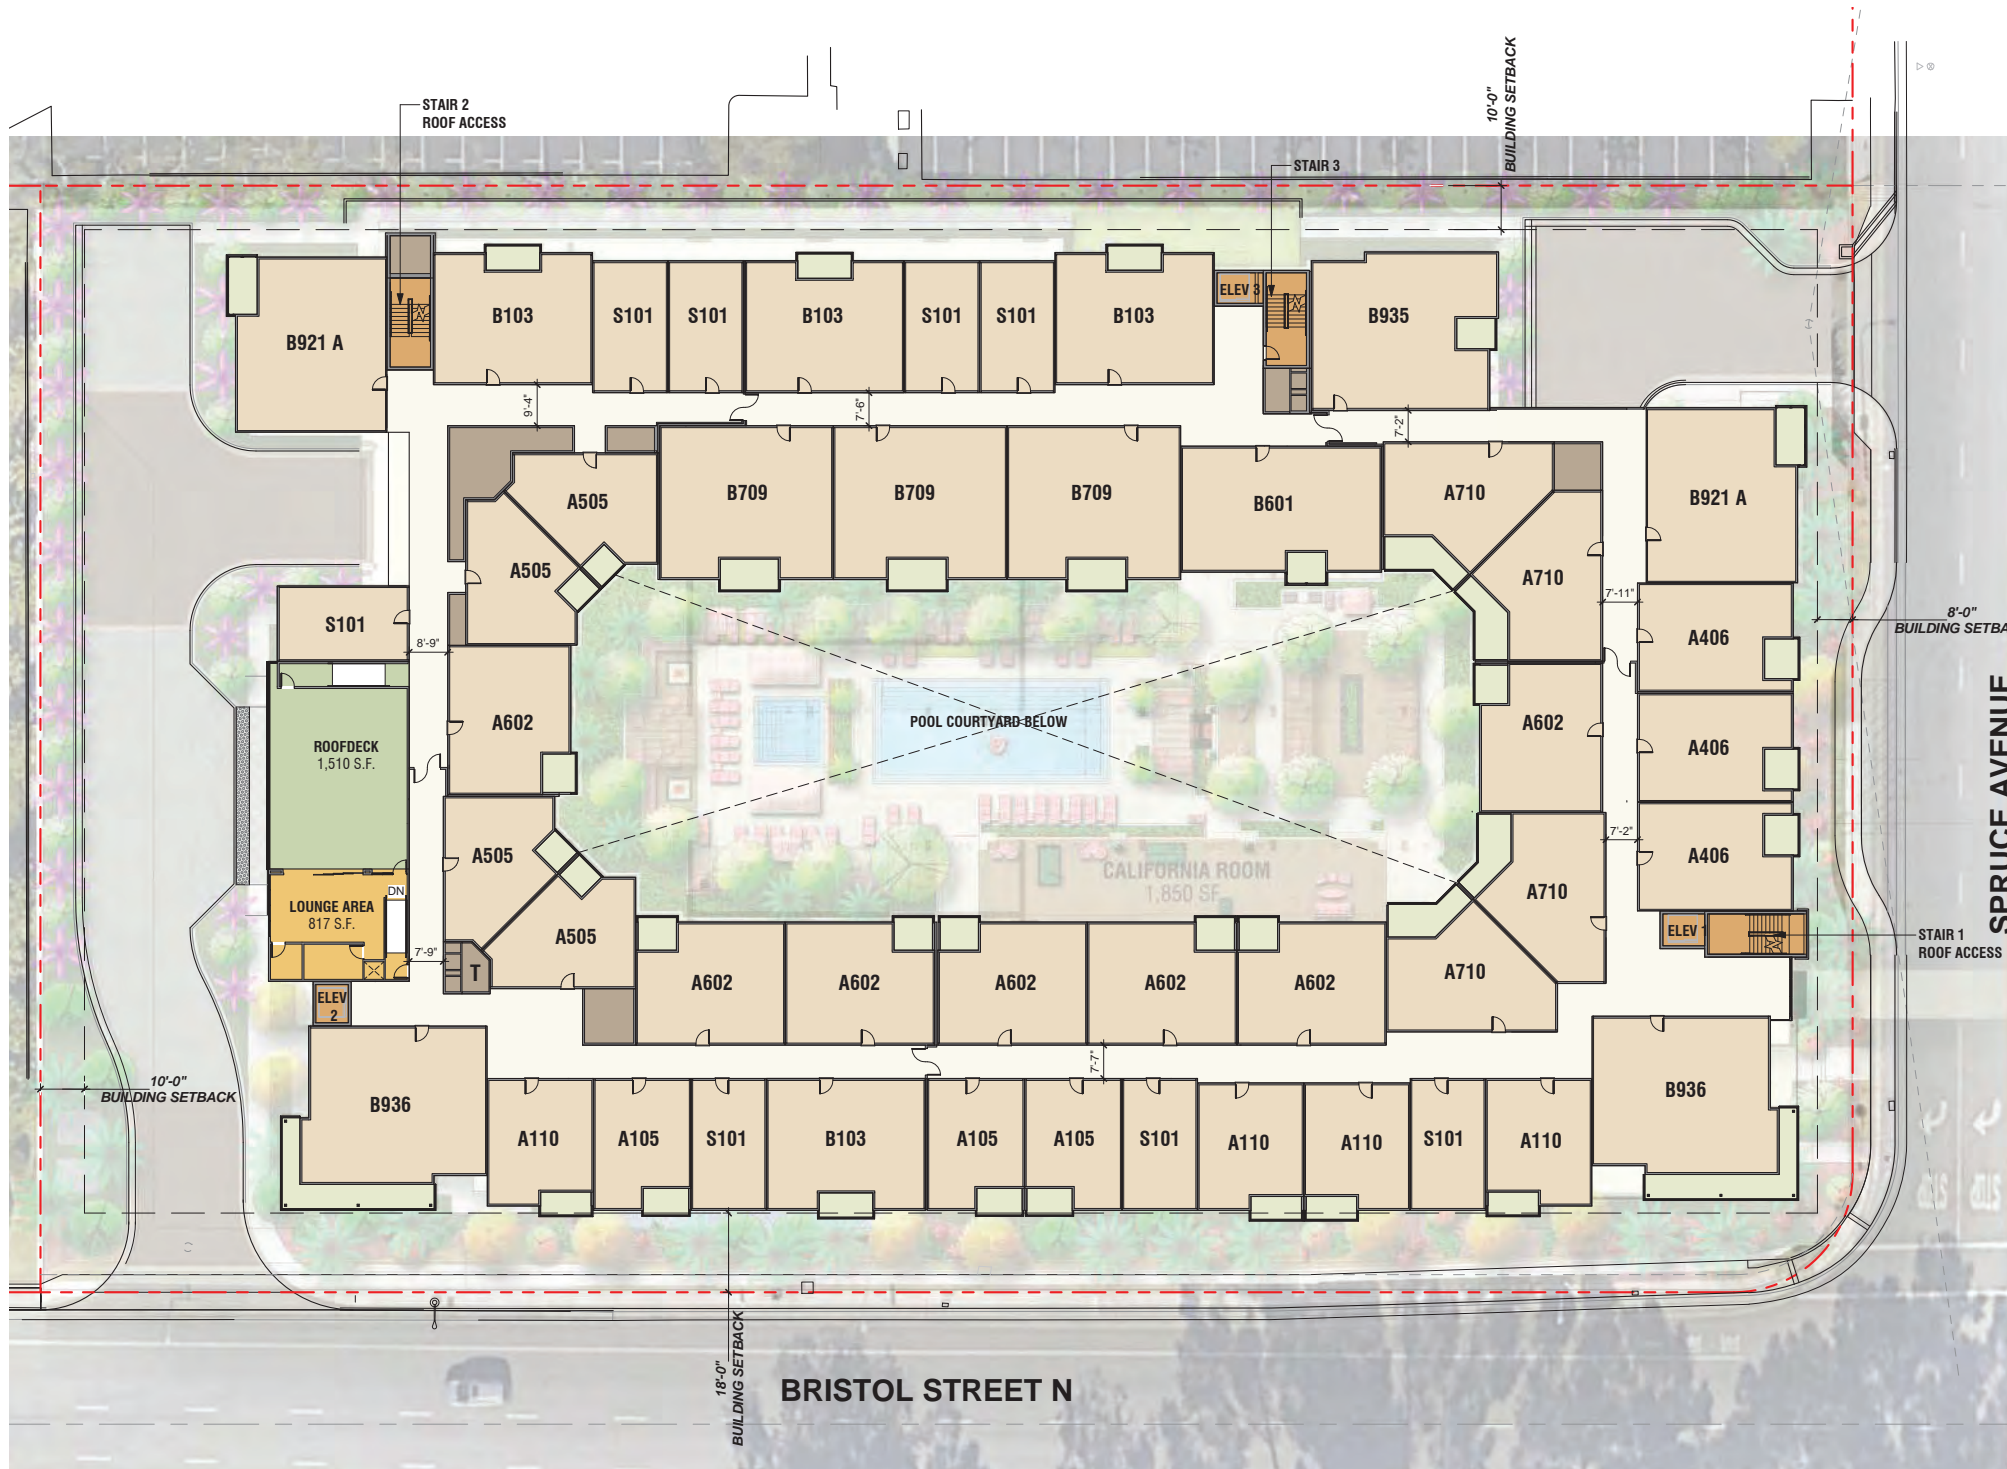 10'-0"
BUILDING SETBACK
STAIR 2
ROOF ACCESS
STAIR 3
ELEV 3
B921 A
B103
S101
S101
B103
S101
S101
B103
B935
9'-4"
7'-6"
7'-2"
A505
B709
B709
B709
B601
A710
B921 A
A505
A710
7'-11"
8'-0"
S101
8'-9"
A406
A602
POOL COURTYARD BELOW
A602
A406
ROOFDECK
1,510 S.F.
SPRUCE AVENUE
7'-2"
A505
CALIFORNIA ROOM
1,850 SF
A710
A406
DN
LOUNGE AREA
817 S.F.
A505
ELEV 1
STAIR 1
ROOF ACCESS
7'-9"
T
A602
A602
A602
A602
A602
A710
ELEV
2
7'-7"
10'-0"
BUILDING SETBACK
B936
A110
A105
S101
B103
A105
A105
S101
A110
A110
S101
A110
B936
18'-0"
BUILDING SETBACK
BRISTOL STREET N